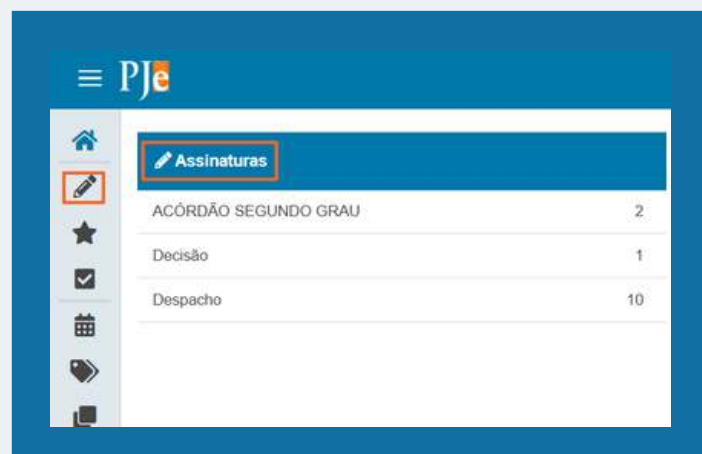 PJe
Assinaturas
ACÓRDÃO SEGUNDO GRAU 2
Decisão 1
Despacho 10